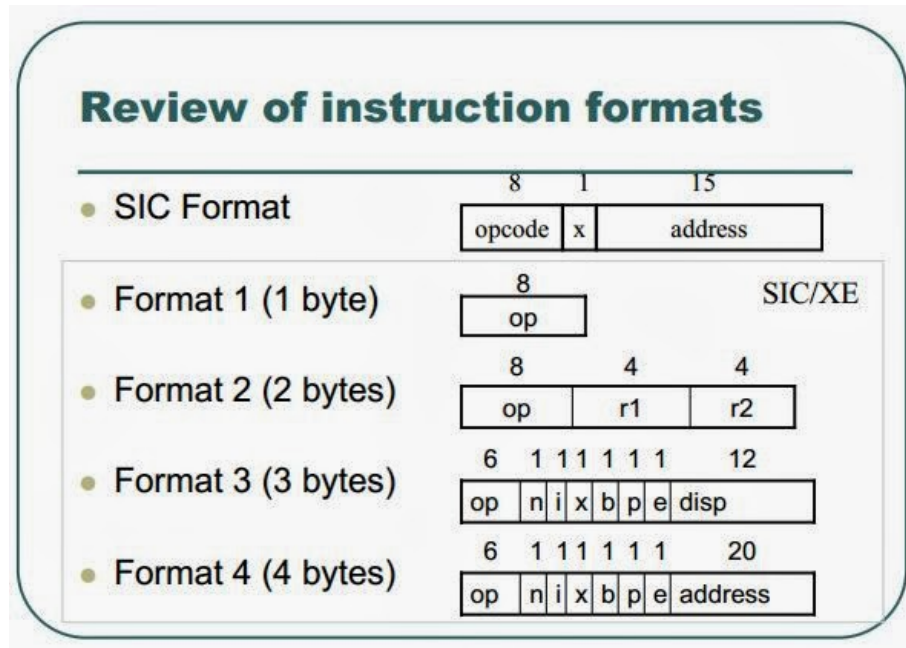 Review of instruction formats
8 1 15
SIC Format
opcode x address
SIC/XE
8
Format 1 (1 byte)
op
8 4 4
Format 2 (2 bytes)
op r1 r2
6 1 1 1 1 1 1 12
Format 3 (3 bytes)
op n i x b p e disp
6 1 1 1 1 1 1 20
Format 4 (4 bytes)
op n i x b p e address